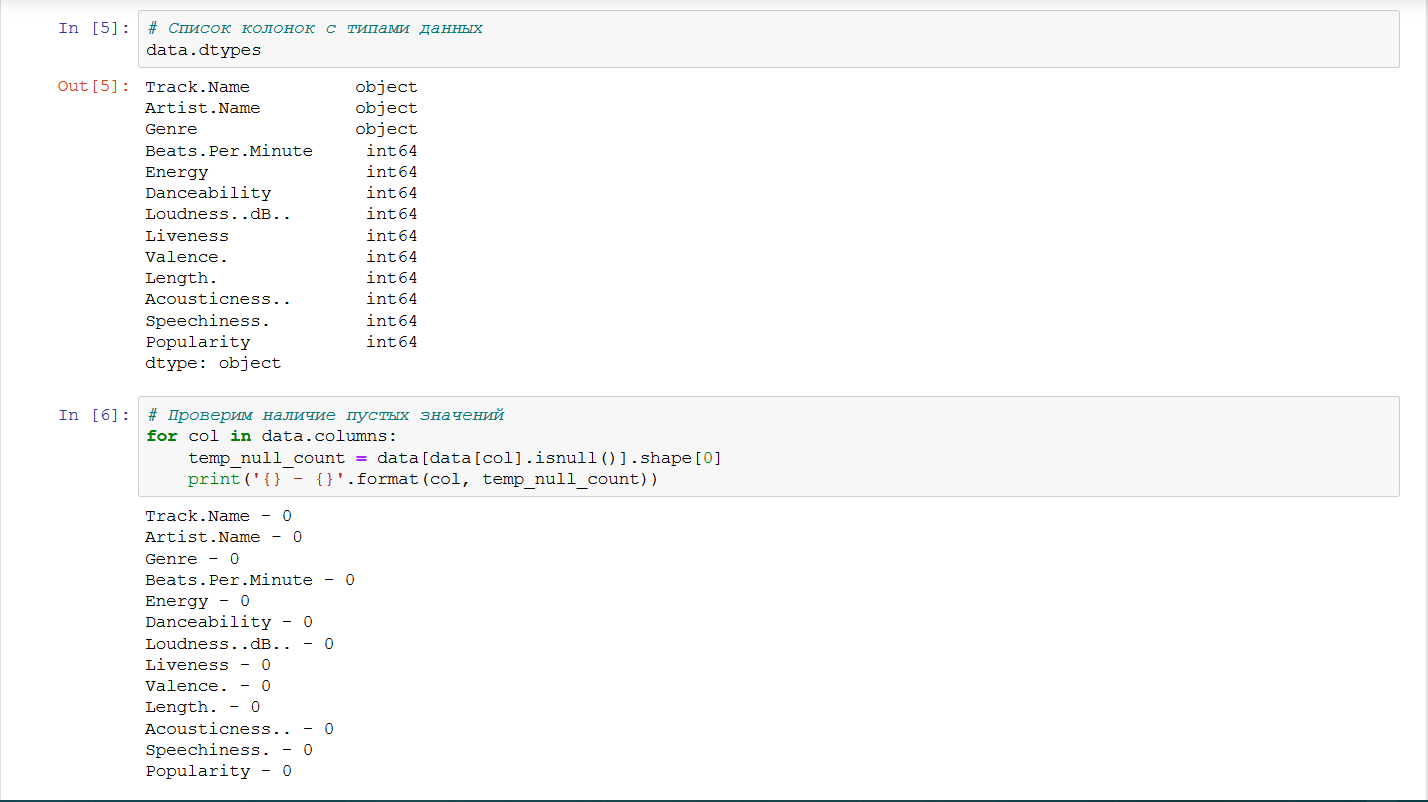 In [5]: # Список колонок с типами данных
data.dtypes
Out[5]: Track.Name object
Artist.Name object
Genre object
Beats.Per.Minute int64
Energy int64
Danceability int64
Loudness..dB.. int64
Liveness int64
Valence. int64
Length. int64
Acousticness.. int64
Speechiness. int64
Popularity int64
dtype: object
In [6]: # Проверим наличие пустых значений
for col in data.columns:
    temp_null_count = data[data[col].isnull()].shape[0]
    print('{} - {}'.format(col, temp_null_count))
Track.Name - 0
Artist.Name - 0
Genre - 0
Beats.Per.Minute - 0
Energy - 0
Danceability - 0
Loudness..dB.. - 0
Liveness - 0
Valence. - 0
Length. - 0
Acousticness.. - 0
Speechiness. - 0
Popularity - 0